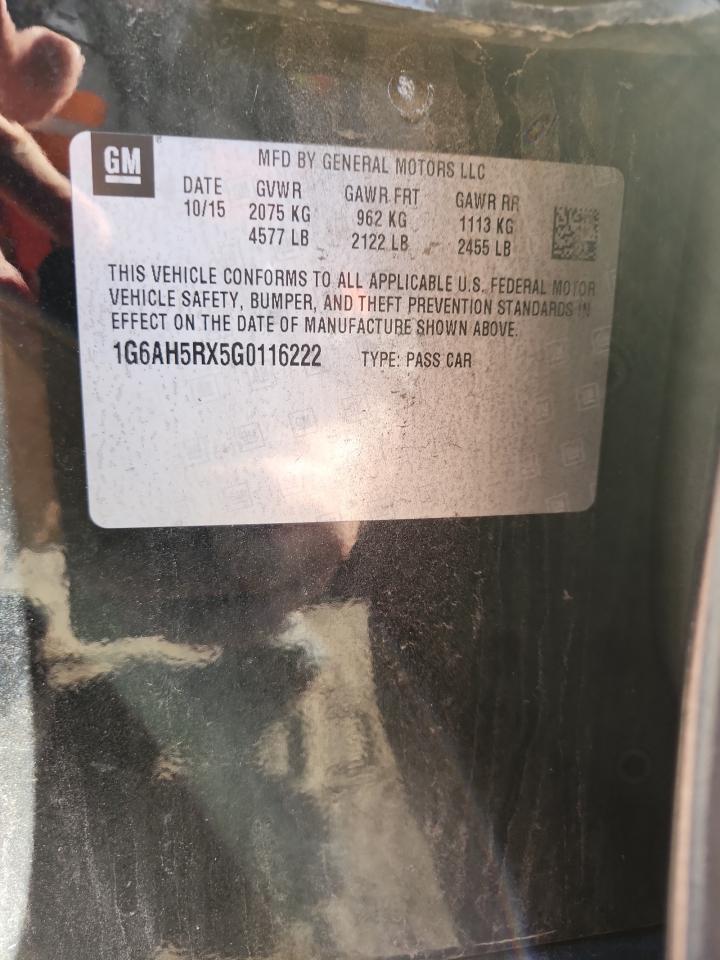 GM
MFD BY GENERAL MOTORS LLC
DATE GVWR GAWR FRT GAWR RR
10/15 2075 KG 962 KG 1113 KG
4577 LB 2122 LB 2455 LB
THIS VEHICLE CONFORMS TO ALL APPLICABLE U.S. FEDERAL MOTOR
VEHICLE SAFETY, BUMPER, AND THEFT PREVENTION STANDARDS IN
EFFECT ON THE DATE OF MANUFACTURE SHOWN ABOVE.
1G6AH5RX5G0116222 TYPE: PASS CAR